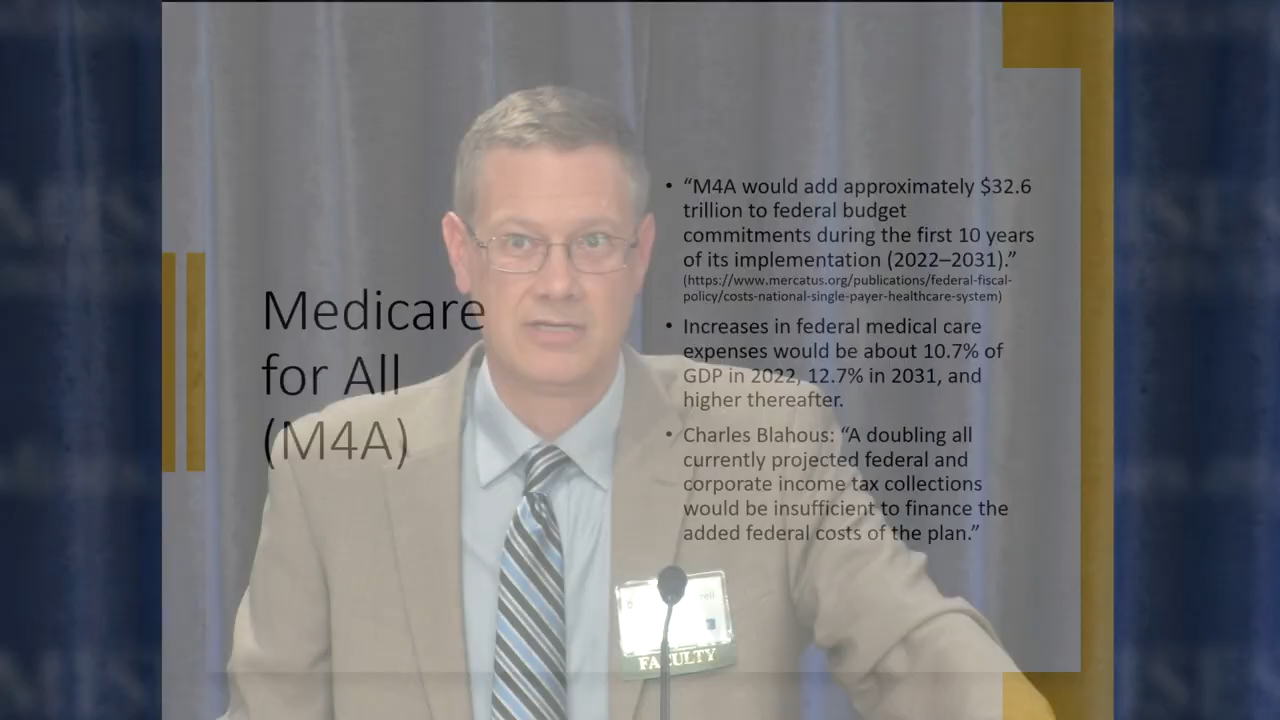 Medicare
for All
(M4A)
• “M4A would add approximately $32.6
trillion to federal budget
commitments during the first 10 years
of its implementation (2022–2031).”
(https://www.mercatus.org/publications/federal-fiscal-
policy/costs-national-single-payer-healthcare-system)
• Increases in federal medical care
expenses would be about 10.7% of
GDP in 2022, 12.7% in 2031, and
higher thereafter.
• Charles Blahous: “A doubling all
currently projected federal and
corporate income tax collections
would be insufficient to finance the
added federal costs of the plan.”
FACULTY